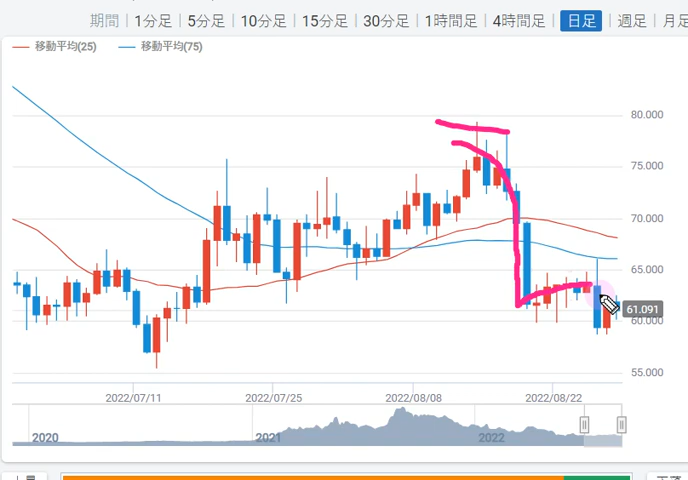 期間 | 1分足 | 5分足 | 10分足 | 15分足 | 30分足 | 1時間足 | 4時間足 | 日足 | 週足 | 月足
移動平均(25) 移動平均(75)
80.000
75.000
70.000
65.000
61.091
60.000
55.000
2022/07/11 2022/07/25 2022/08/08 2022/08/22
2020 2021 2022